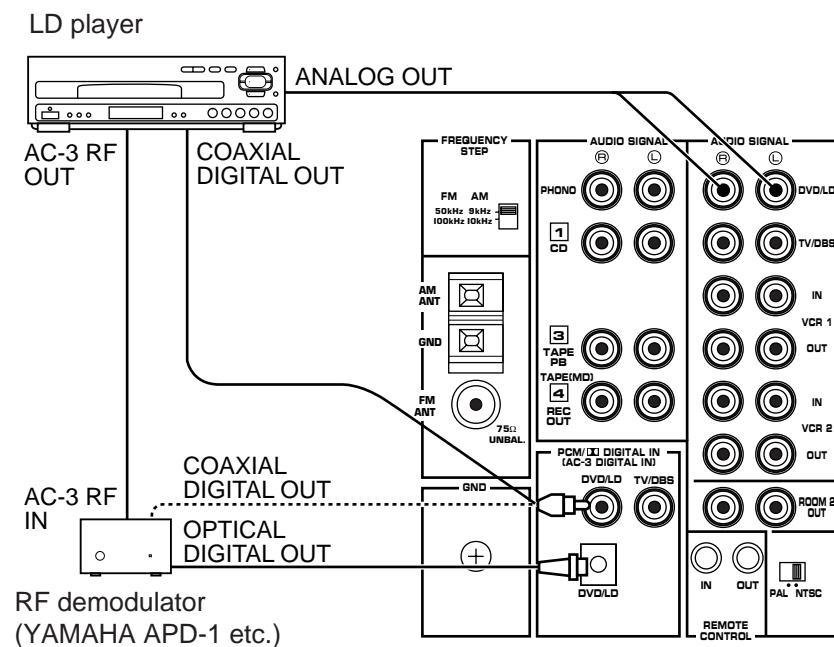 LD player
ANALOG OUT
AC-3 RF
OUT
COAXIAL
DIGITAL OUT
FREQUENCY
STEP
FM AM
50kHz 9kHz
100kHz 10kHz
AUDIO SIGNAL
R L
PHONO
1
CD
3
TAPE
PB
TAPE(MD)
4
REC
OUT
AUDIO SIGNAL
R L
DVD/LD
TV/DBS
IN
VCR 1
OUT
IN
VCR 2
OUT
ROOM 2
OUT
AM
ANT
GND
FM
ANT
75Ω
UNBAL.
COAXIAL
DIGITAL OUT
AC-3 RF
IN
OPTICAL
DIGITAL OUT
RF demodulator
(YAMAHA APD-1 etc.)
GND
PCM/ DIGITAL IN
(AC-3 DIGITAL IN)
DVD/LD TV/DBS
DVD/LD
IN OUT
REMOTE
CONTROL
PAL NTSC